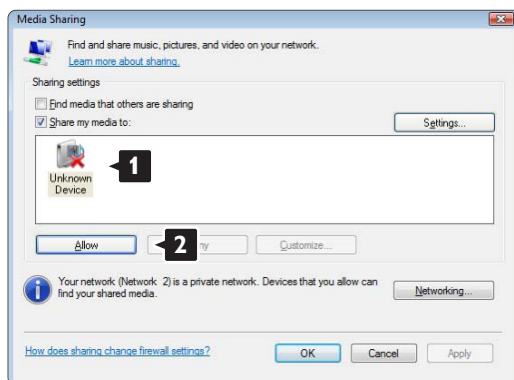 Media Sharing
Find and share music, pictures, and video on your network.
Learn more about sharing.
Sharing settings
Find media that others are sharing
Share my media to:
Settings...
Unknown
Device
1
Allow
2
Customize...
Your network (Network 2) is a private network. Devices that you allow can
find your shared media.
Networking...
How does sharing change firewall settings?
OK
Cancel
Apply